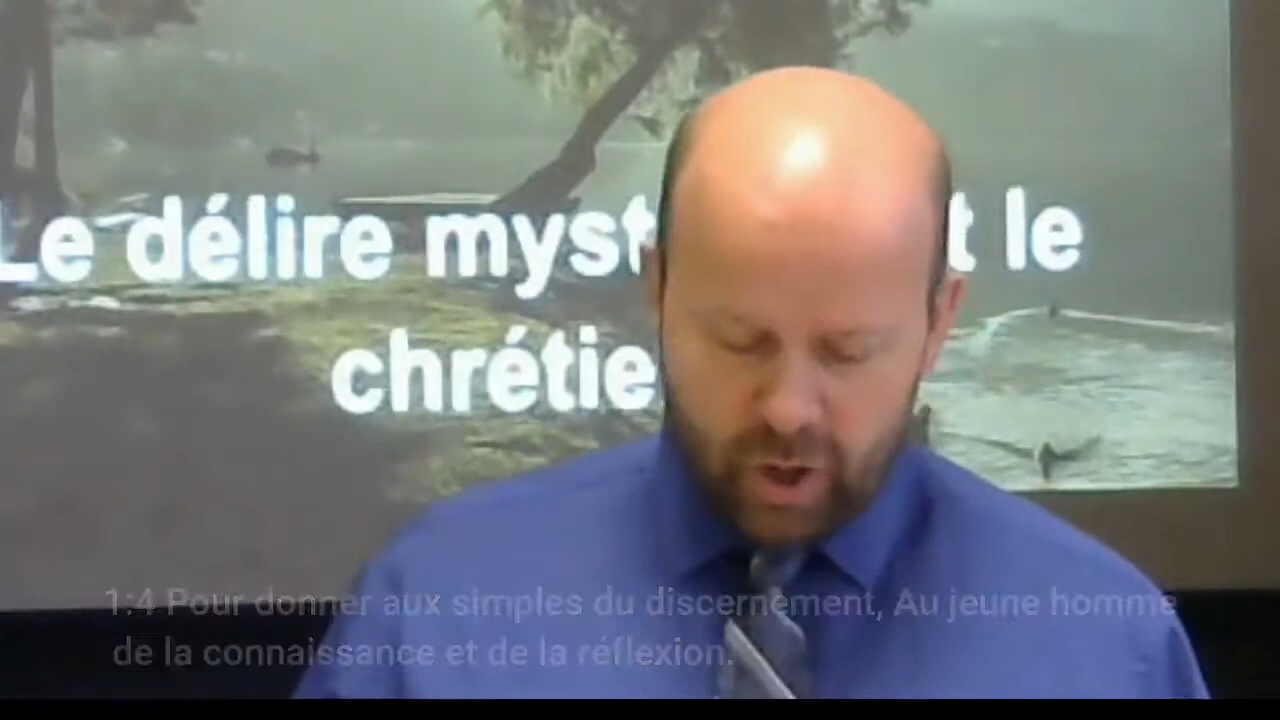 Le délire myst t le
chrétie
1:4 Pour donner aux simples du discernement, Au jeune homme
de la connaissance et de la réflexion.